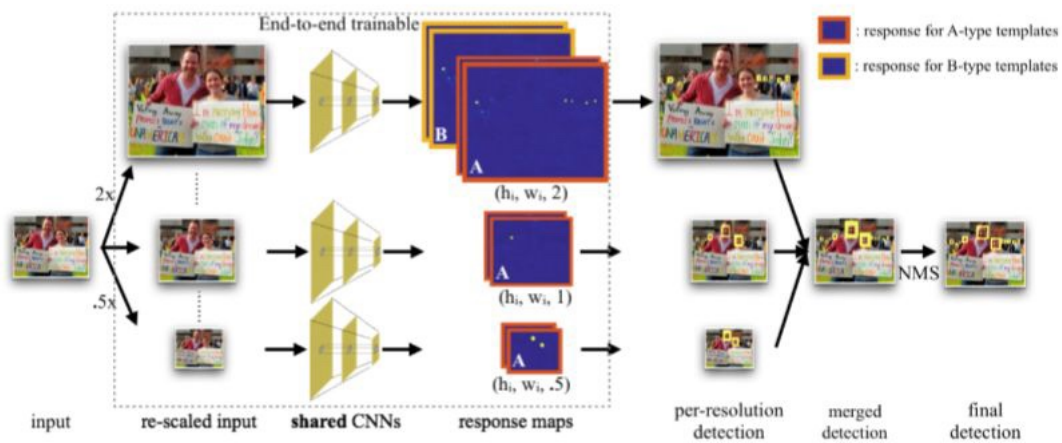 End-to-end trainable
: response for A-type templates
: response for B-type templates
B
A
(hᵢ, wᵢ, 2)
2x
A
NMS
(hᵢ, wᵢ, 1)
.5x
A
(hᵢ, wᵢ, .5)
input
re-scaled input
shared CNNs
response maps
per-resolution
detection
merged
detection
final
detection